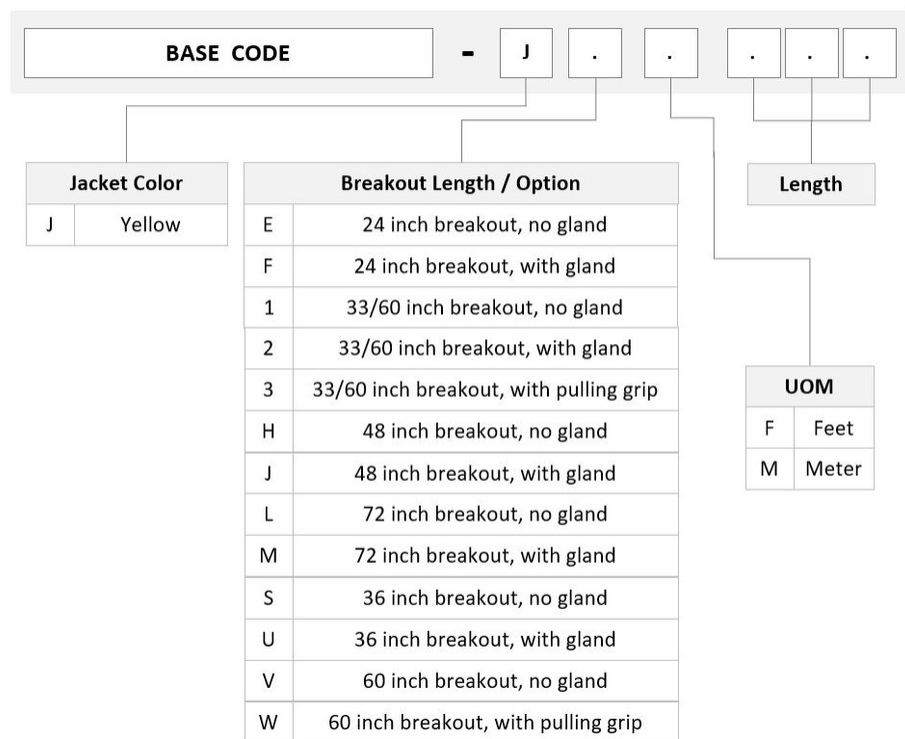 BASE CODE - J . . . . .
Jacket Color
J Yellow
Breakout Length / Option
E 24 inch breakout, no gland
F 24 inch breakout, with gland
1 33/60 inch breakout, no gland
2 33/60 inch breakout, with gland
3 33/60 inch breakout, with pulling grip
H 48 inch breakout, no gland
J 48 inch breakout, with gland
L 72 inch breakout, no gland
M 72 inch breakout, with gland
S 36 inch breakout, no gland
U 36 inch breakout, with gland
V 60 inch breakout, no gland
W 60 inch breakout, with pulling grip
Length
UOM
F Feet
M Meter